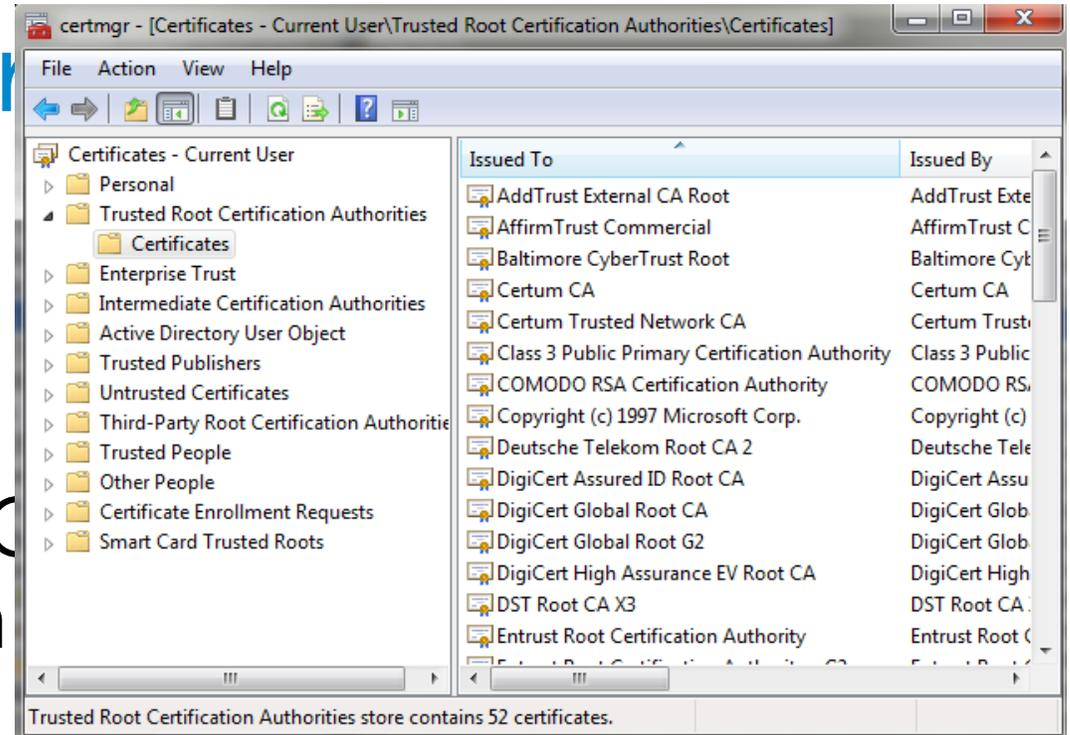 certmgr - [Certificates - Current User\Trusted Root Certification Authorities\Certificates]
File Action View Help
Certificates - Current User
Personal
Trusted Root Certification Authorities
Certificates
Enterprise Trust
Intermediate Certification Authorities
Active Directory User Object
Trusted Publishers
Untrusted Certificates
Third-Party Root Certification Authoritie
Trusted People
Other People
Certificate Enrollment Requests
Smart Card Trusted Roots
Issued To Issued By
AddTrust External CA Root AddTrust Exte
AffirmTrust Commercial AffirmTrust C
Baltimore CyberTrust Root Baltimore Cyb
Certum CA Certum CA
Certum Trusted Network CA Certum Trust
Class 3 Public Primary Certification Authority Class 3 Public
COMODO RSA Certification Authority COMODO RS
Copyright (c) 1997 Microsoft Corp. Copyright (c)
Deutsche Telekom Root CA 2 Deutsche Tele
DigiCert Assured ID Root CA DigiCert Assu
DigiCert Global Root CA DigiCert Glob
DigiCert Global Root G2 DigiCert Glob
DigiCert High Assurance EV Root CA DigiCert High
DST Root CA X3 DST Root CA
Entrust Root Certification Authority Entrust Root
Trusted Root Certification Authorities store contains 52 certificates.